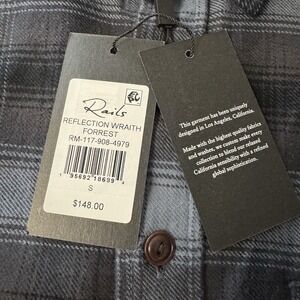 Rails
REFLECTION WRAITH
FORREST
RM-117-908-4979
95692 18699
S
$148.00
This garment has been uniquely
designed in Los Angeles, California.
Made with the highest quality fabrics
and washes, we custom make every
collection to blend our relaxed
California sensibility with a refined
global sophistication.